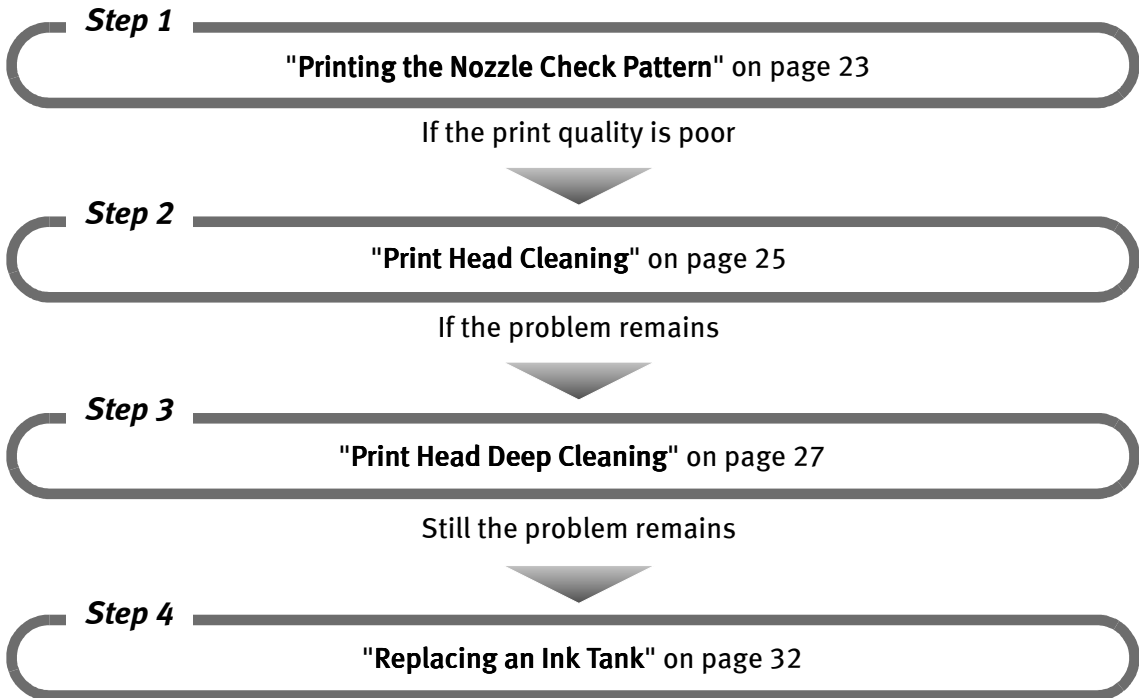 Step 1
"Printing the Nozzle Check Pattern" on page 23
If the print quality is poor
Step 2
"Print Head Cleaning" on page 25
If the problem remains
Step 3
"Print Head Deep Cleaning" on page 27
Still the problem remains
Step 4
"Replacing an Ink Tank" on page 32